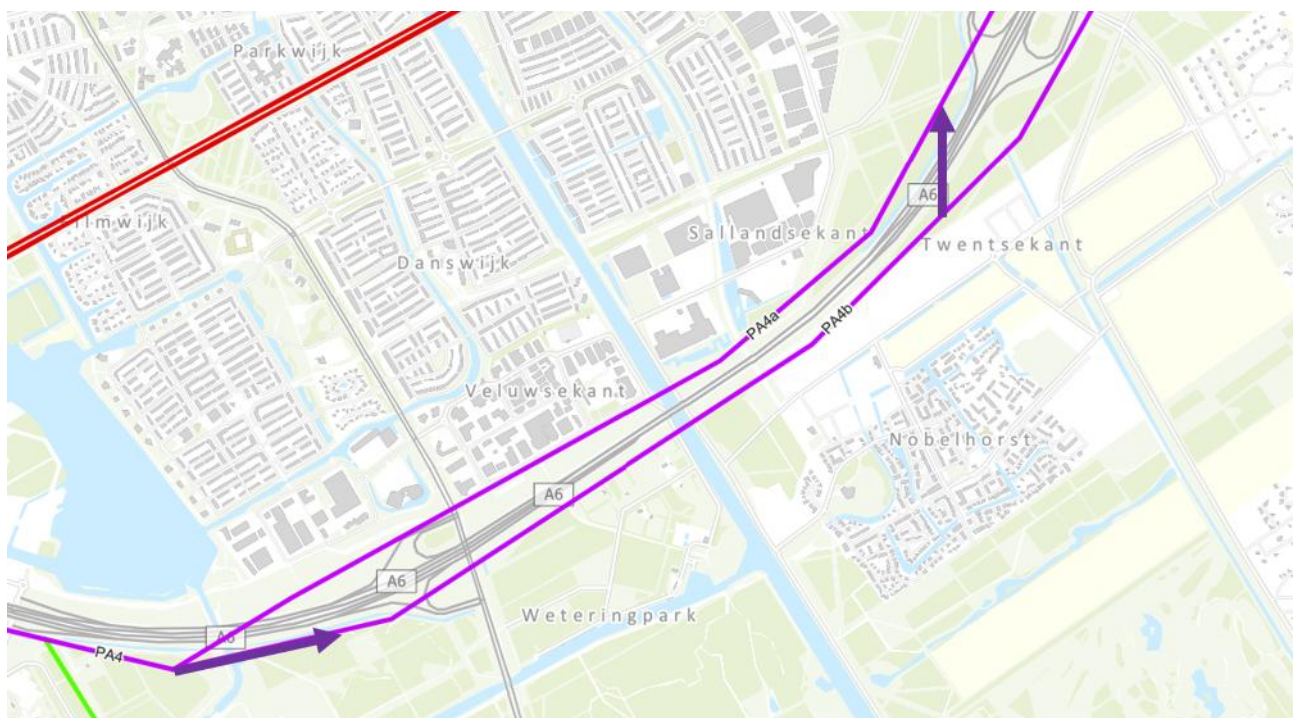 Parkwijk
Filmwijk
Danswijk
Sallandsekant
A6
Twentsekant
PA4a
PA4b
Veluwsekant
Nobelhorst
A6
A6
Weteringpark
A6
PA4